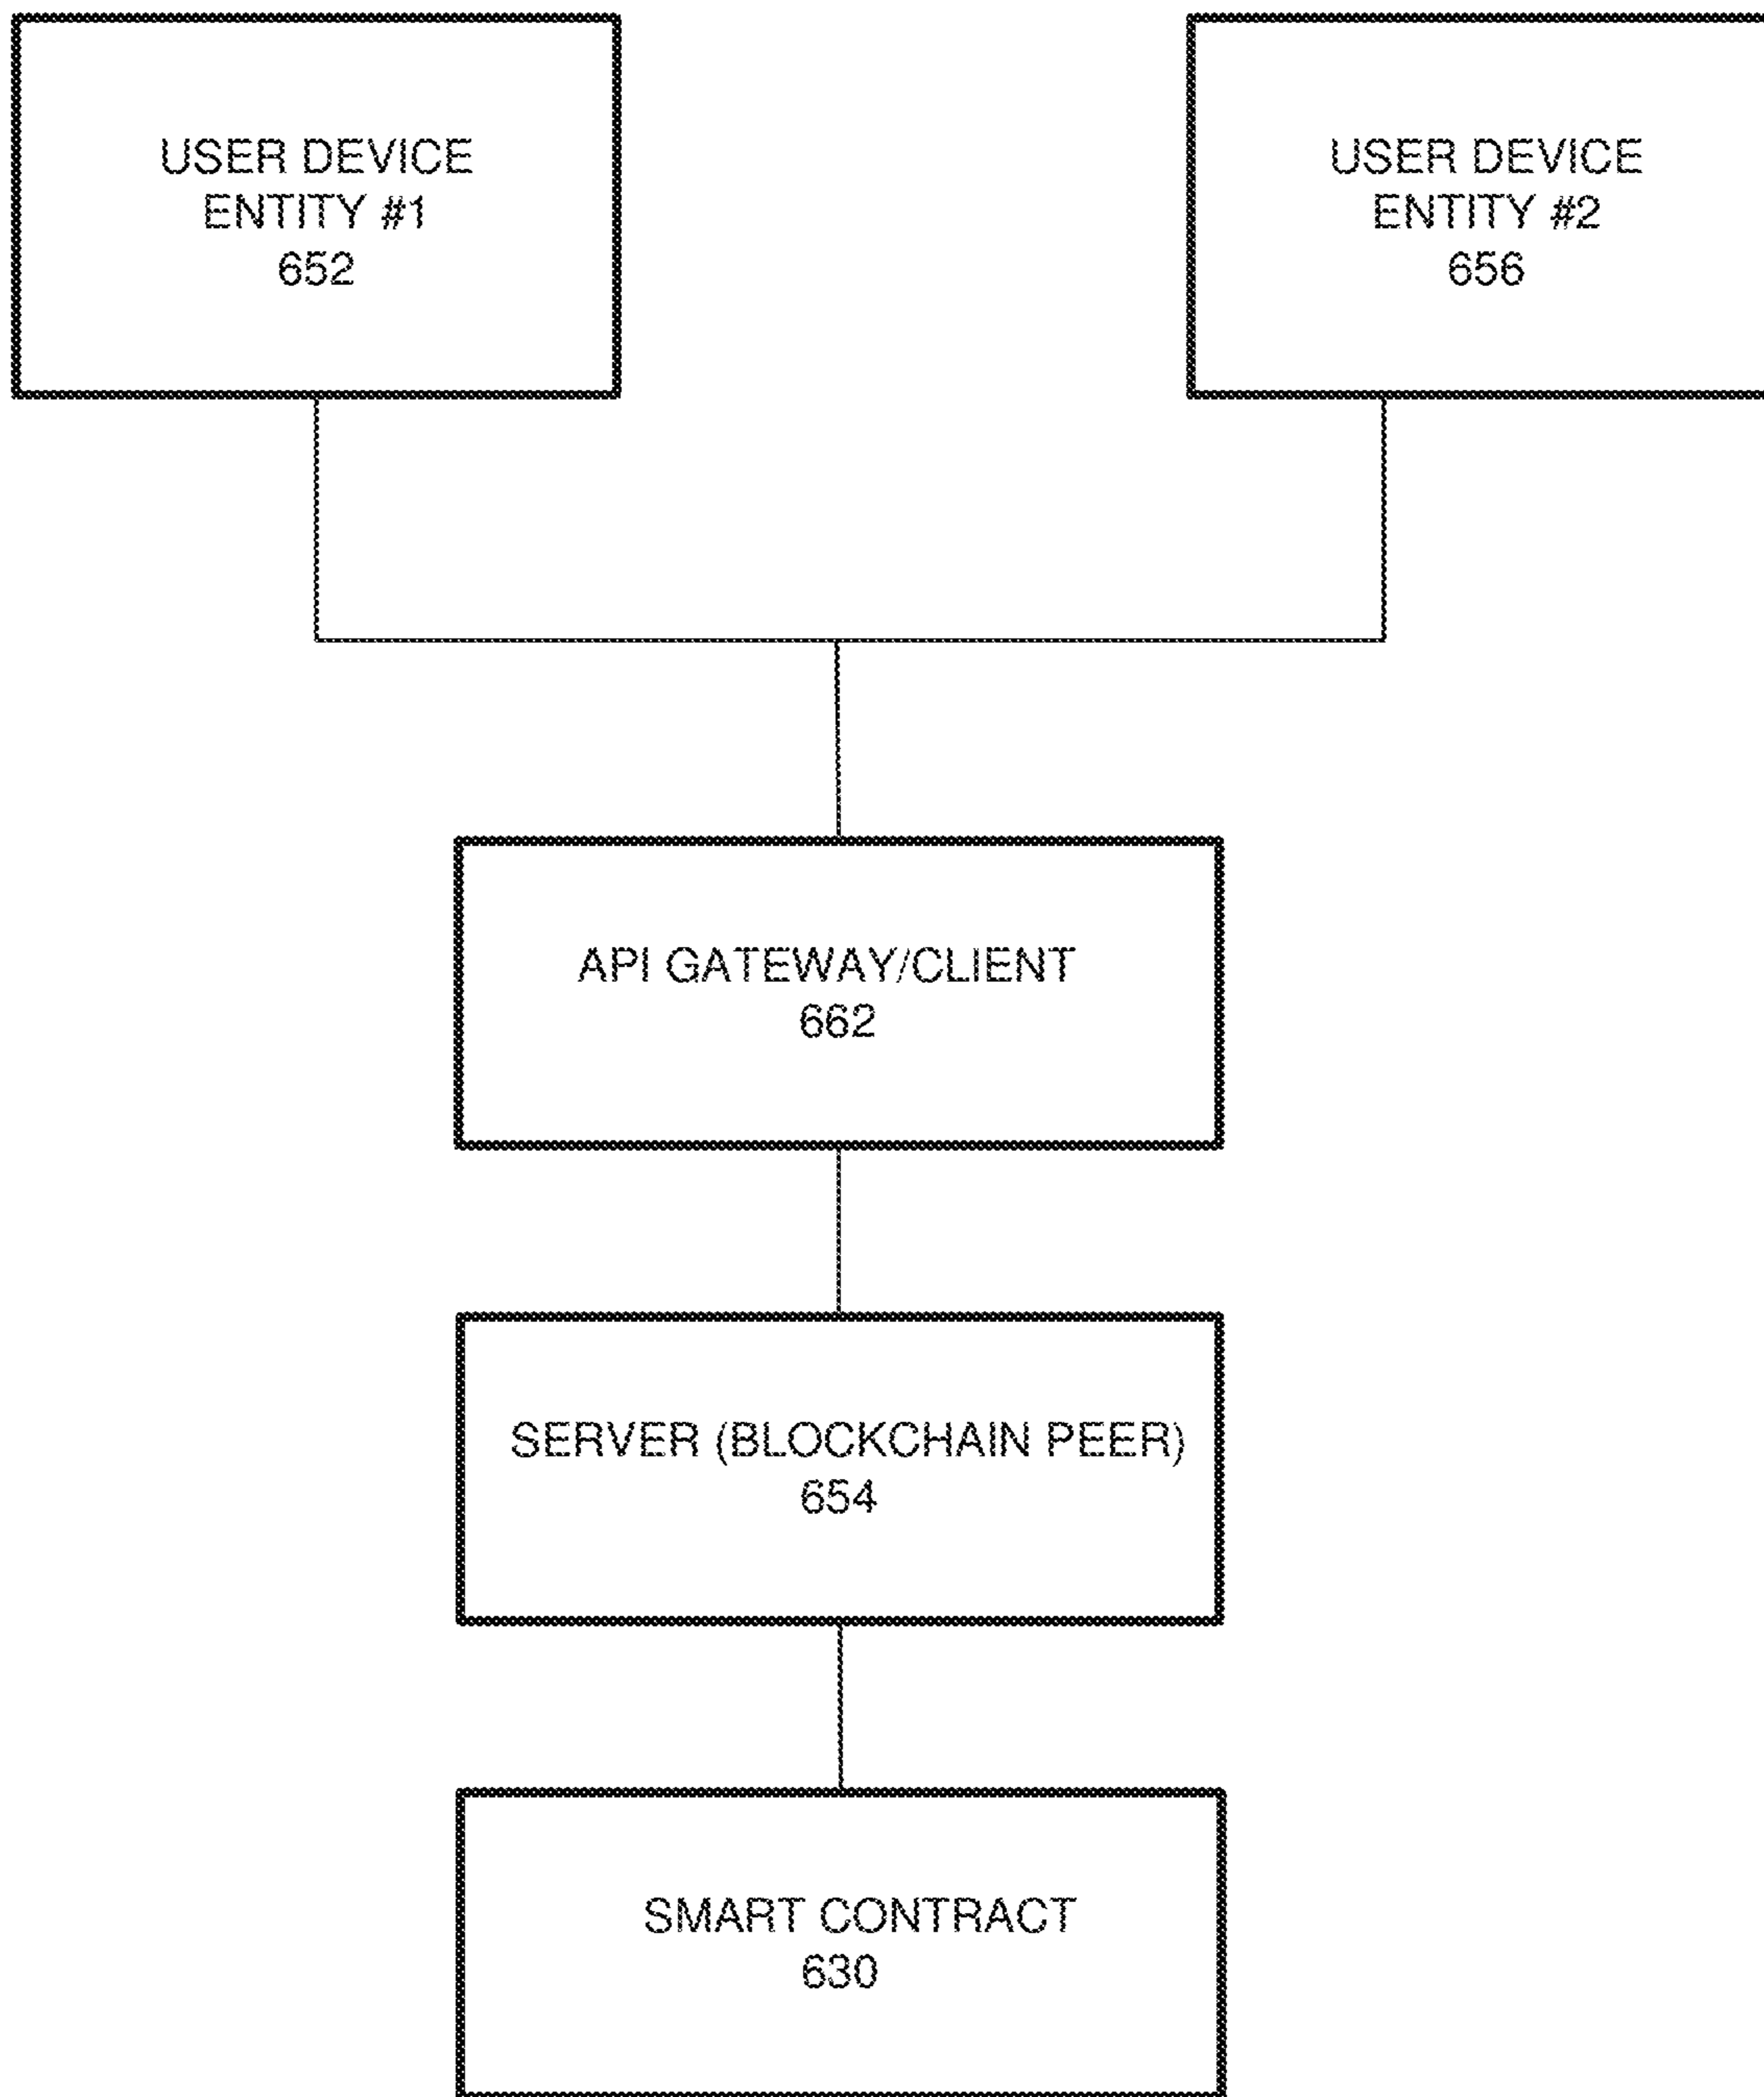 USER DEVICE
ENTITY #1
652
USER DEVICE
ENTITY #2
656
API GATEWAY/CLIENT
662
SERVER (BLOCKCHAIN PEER)
654
SMART CONTRACT
630